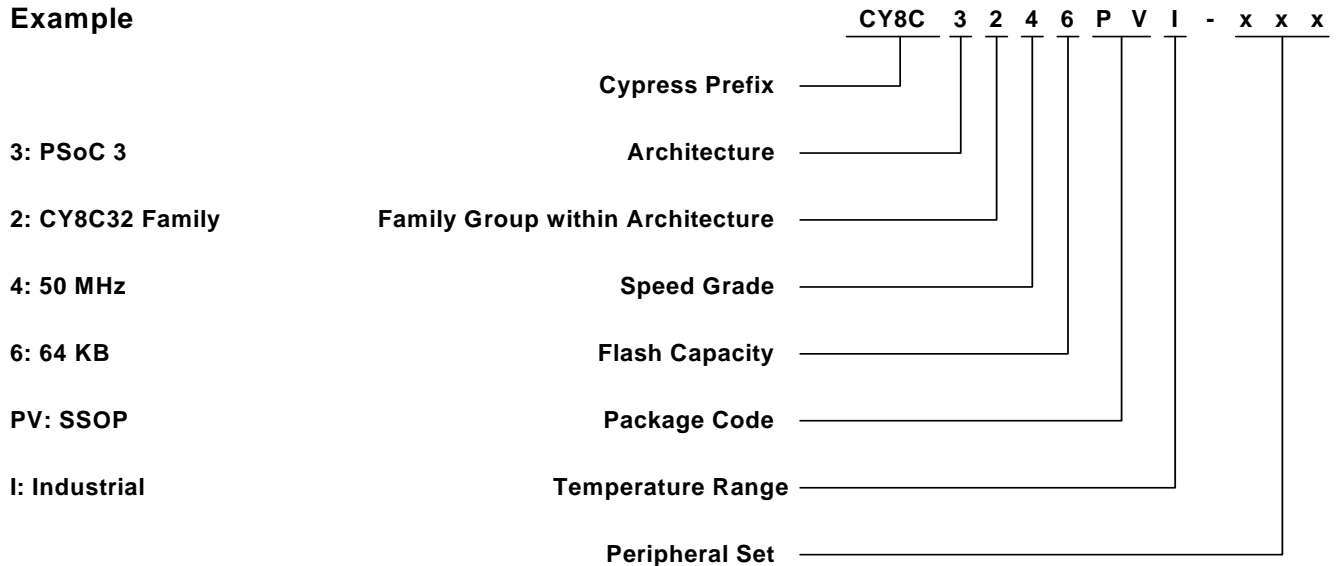 Example CY8C 3 2 4 6 P V I - x x x
Cypress Prefix
3: PSoC 3 Architecture
2: CY8C32 Family Family Group within Architecture
4: 50 MHz Speed Grade
6: 64 KB Flash Capacity
PV: SSOP Package Code
I: Industrial Temperature Range
Peripheral Set